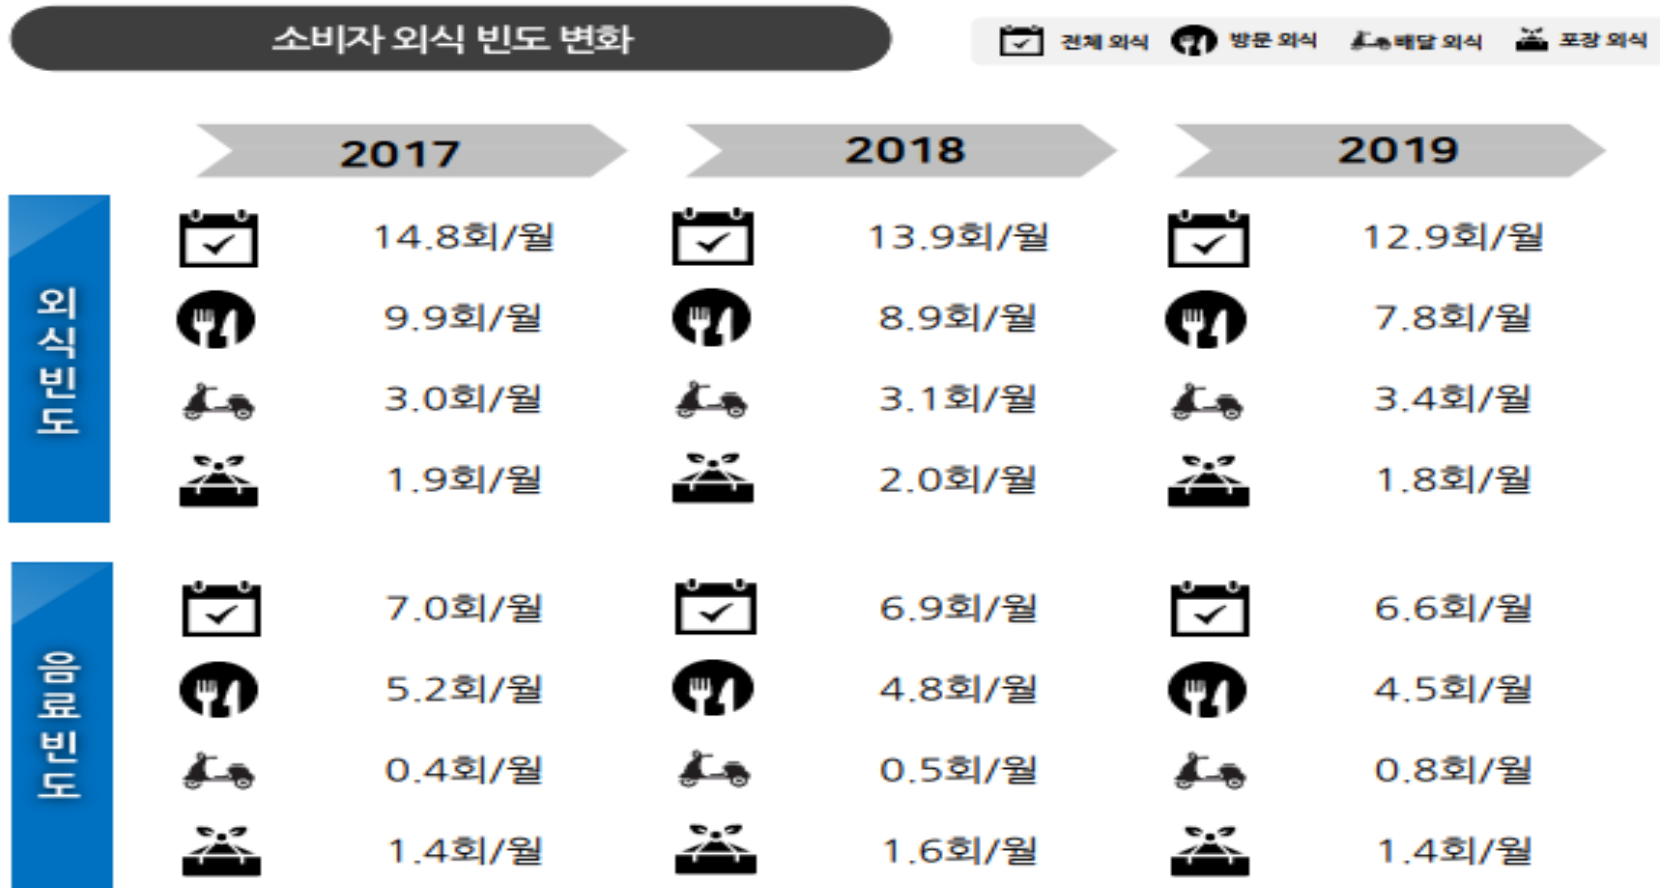 소비자 외식 빈도 변화
전체 외식 방문 외식 배달 외식 포장 외식
2017 2018 2019
외식빈도
14.8회/월 13.9회/월 12.9회/월
9.9회/월 8.9회/월 7.8회/월
3.0회/월 3.1회/월 3.4회/월
1.9회/월 2.0회/월 1.8회/월
음료빈도
7.0회/월 6.9회/월 6.6회/월
5.2회/월 4.8회/월 4.5회/월
0.4회/월 0.5회/월 0.8회/월
1.4회/월 1.6회/월 1.4회/월